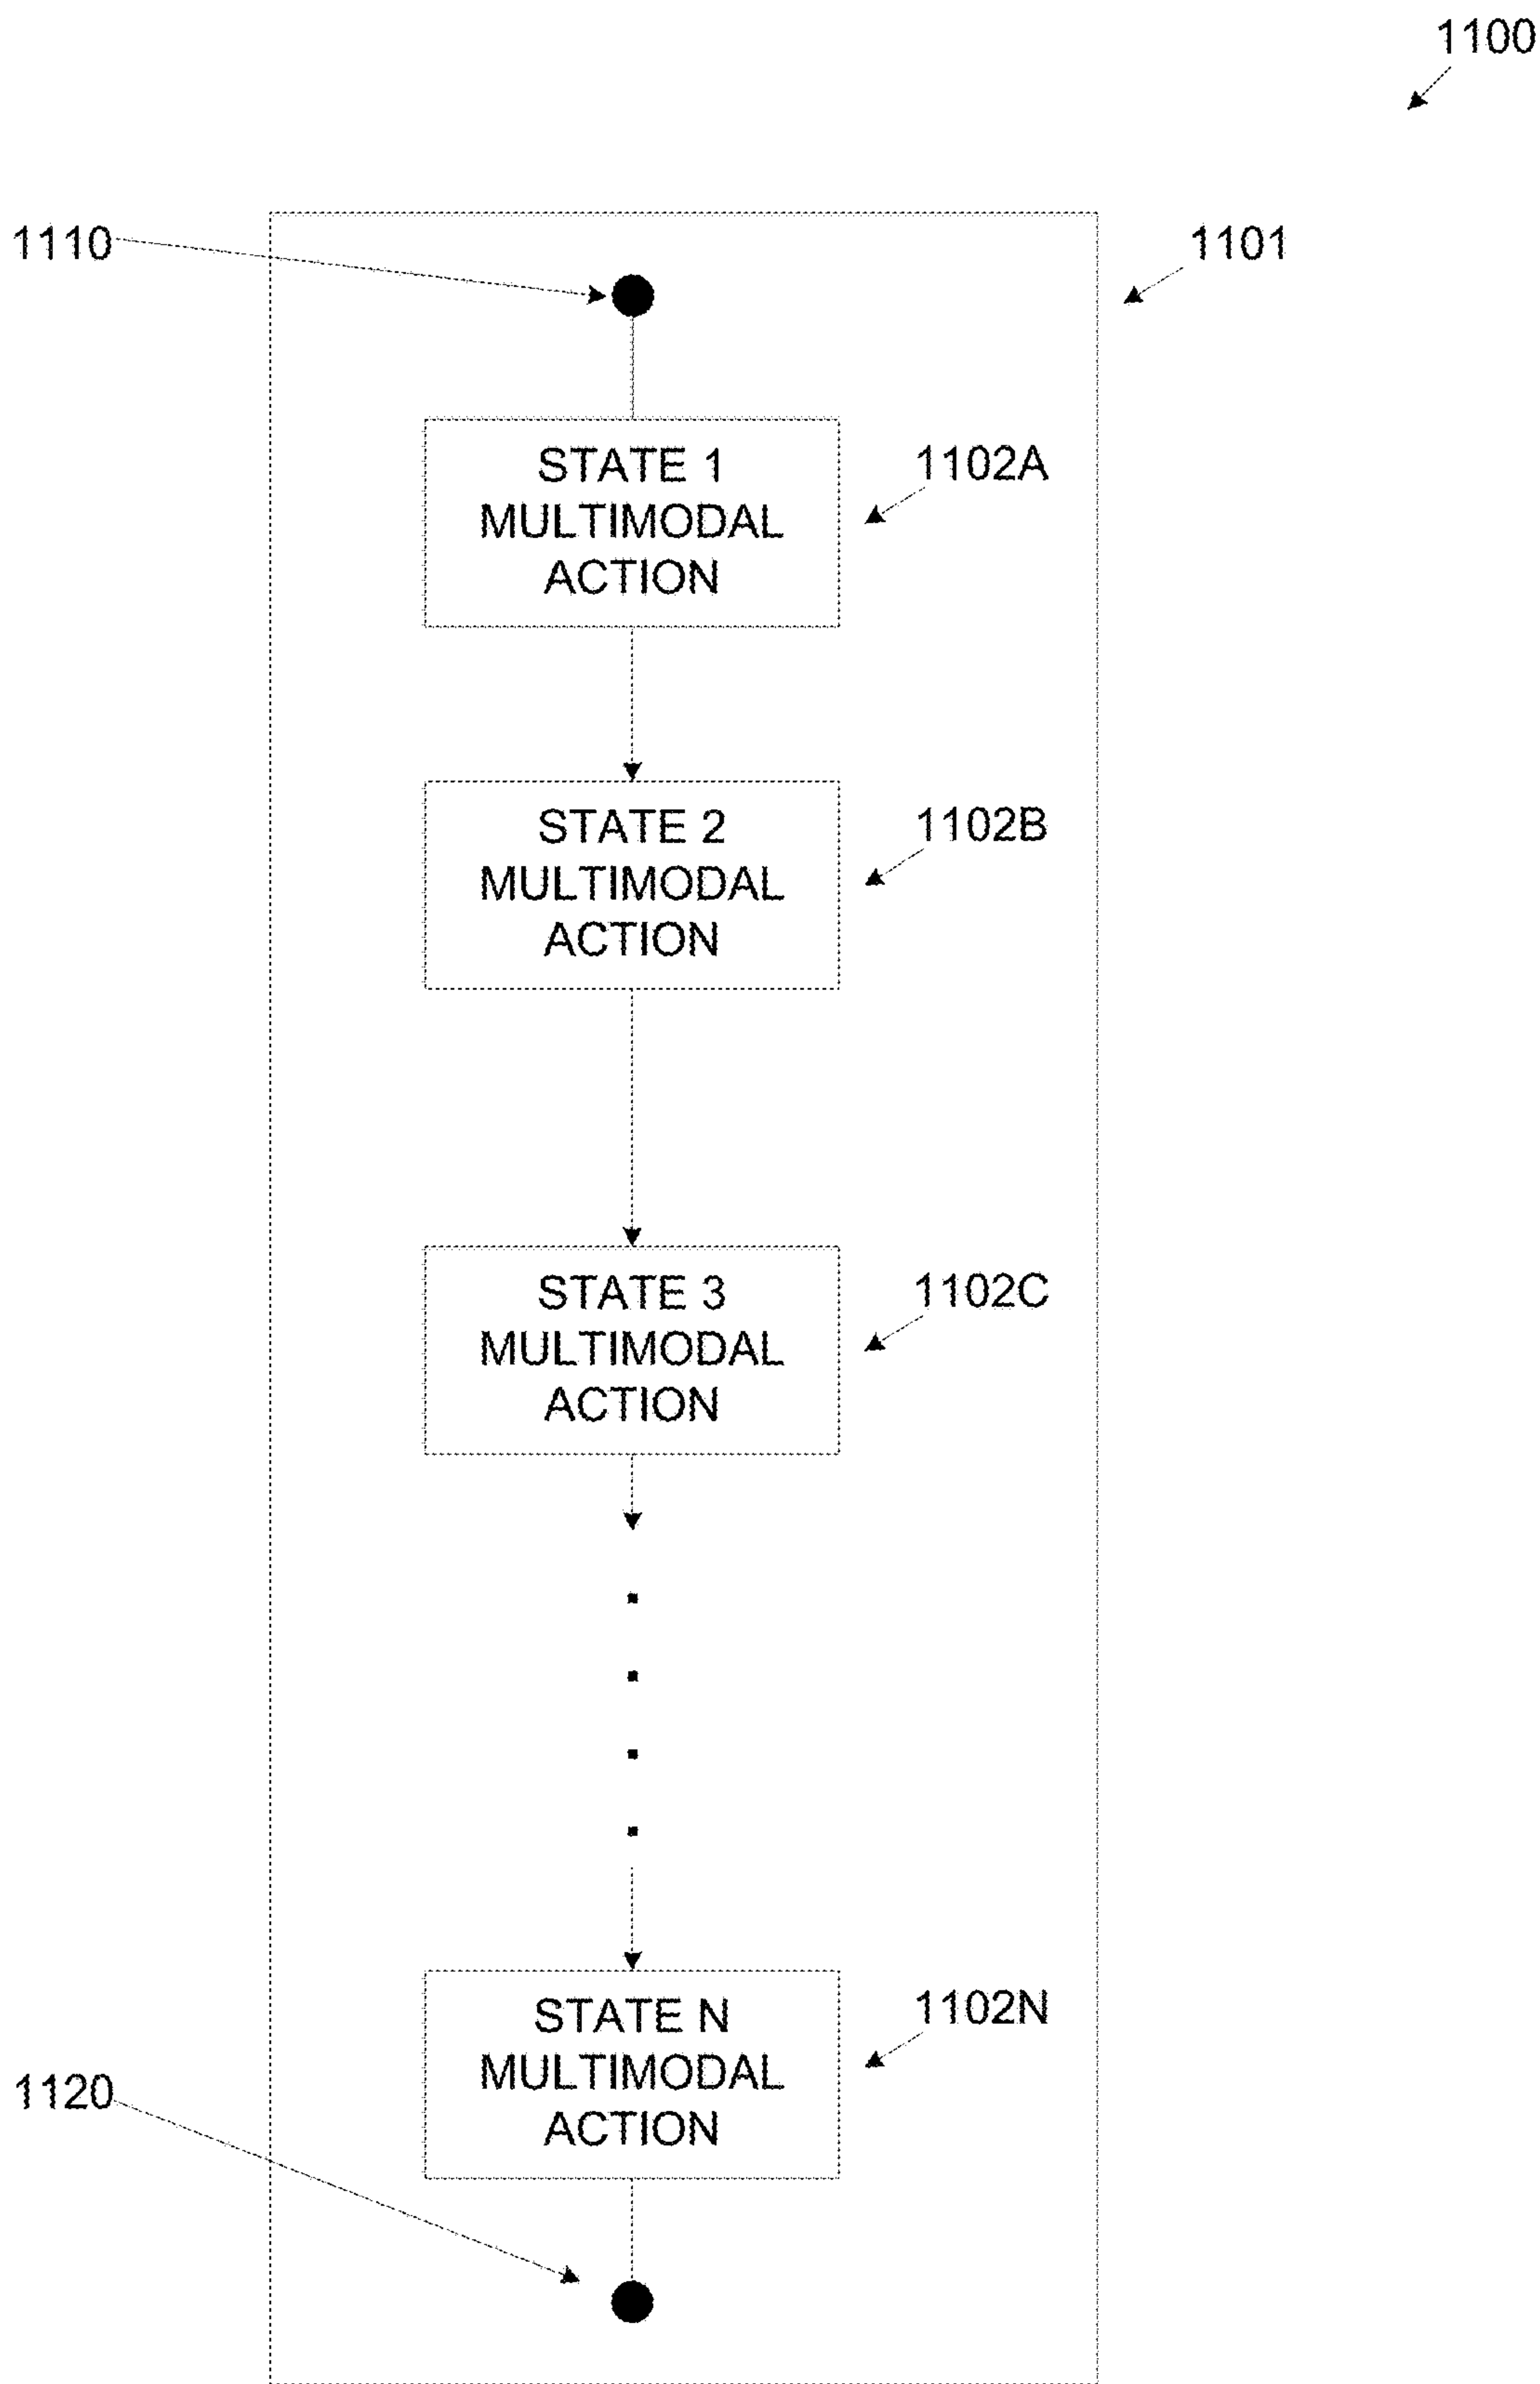 1100
1110
1101
STATE 1
MULTIMODAL
ACTION
1102A
STATE 2
MULTIMODAL
ACTION
1102B
STATE 3
MULTIMODAL
ACTION
1102C
STATE N
MULTIMODAL
ACTION
1102N
1120